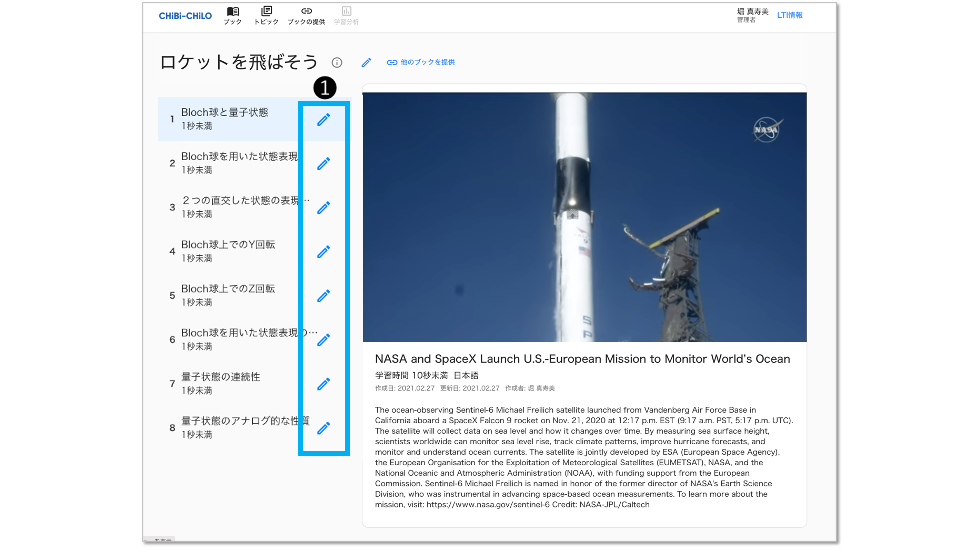 CHiBi-CHiLO
ブック
トピック
ブックの提供
学習分析
堀 真寿美
管理者
LTI情報
ロケットを飛ばそう
他のブックを提供
1
1 Bloch球と量子状態
1秒未満
2 Bloch球を用いた状態表現
1秒未満
3 2つの直交した状態の表現…
1秒未満
4 Bloch球上でのY回転
1秒未満
5 Bloch球上でのZ回転
1秒未満
6 Bloch球を用いた状態表現の…
1秒未満
7 量子状態の連続性
1秒未満
8 量子状態のアナログ的な性質
1秒未満
NASA
NASA and SpaceX Launch U.S.-European Mission to Monitor World's Ocean
学習時間 10秒未満 日本語
作成日: 2021.02.27 更新日: 2021.02.27 作成者: 堀 真寿美
The ocean-observing Sentinel-6 Michael Freilich satellite launched from Vandenberg Air Force Base in
California aboard a SpaceX Falcon 9 rocket on Nov. 21, 2020 at 12:17 p.m. EST (9:17 a.m. PST, 5:17 p.m. UTC).
The satellite will collect data on sea level and how it changes over time. By measuring sea surface height,
scientists worldwide can monitor sea level rise, track climate patterns, improve hurricane forecasts, and
monitor and understand ocean currents. The satellite is jointly developed by ESA (European Space Agency),
the European Organisation for the Exploitation of Meteorological Satellites (EUMETSAT), NASA, and the
National Oceanic and Atmospheric Administration (NOAA), with funding support from the European
Commission. Sentinel-6 Michael Freilich is named in honor of the former director of NASA's Earth Science
Division, who was instrumental in advancing space-based ocean measurements. To learn more about the
mission, visit: https://www.nasa.gov/sentinel-6 Credit: NASA-JPL/Caltech